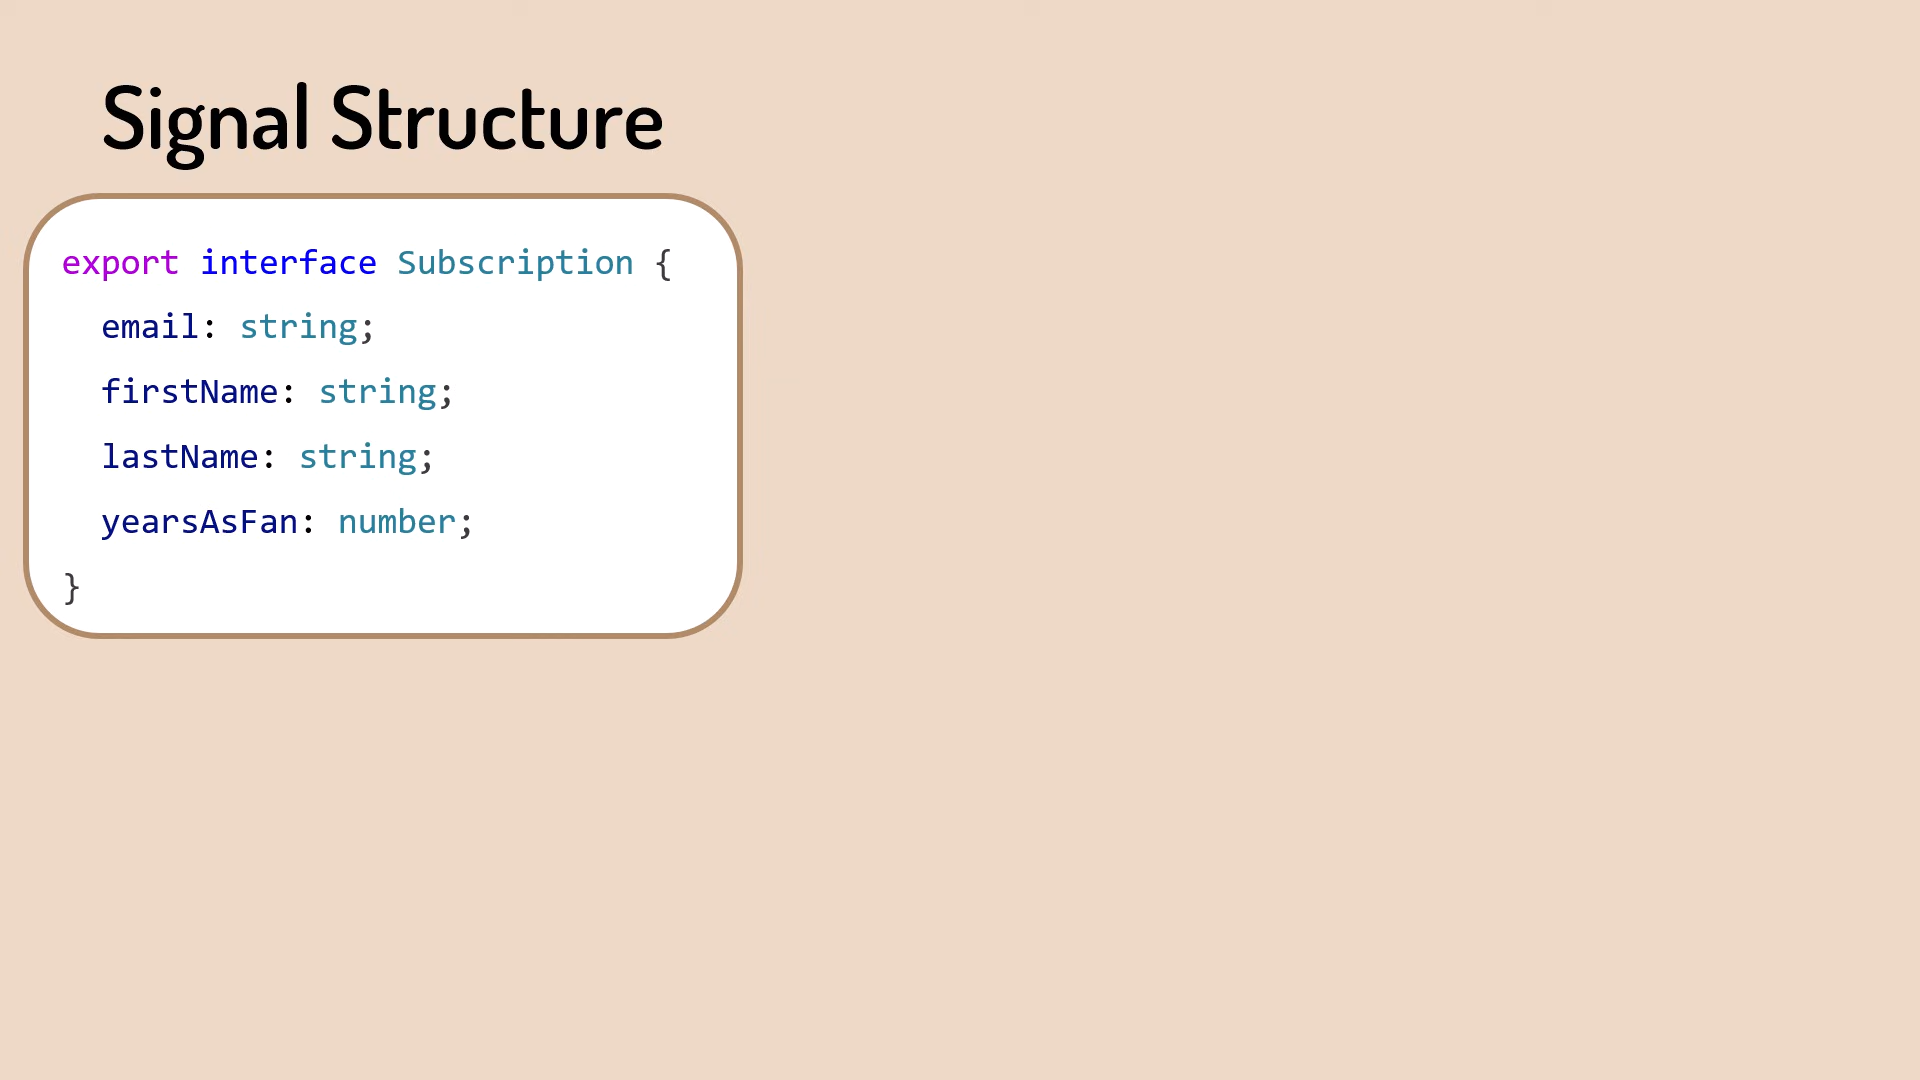 Signal Structure
export interface Subscription {
  email: string;
  firstName: string;
  lastName: string;
  yearsAsFan: number;
}